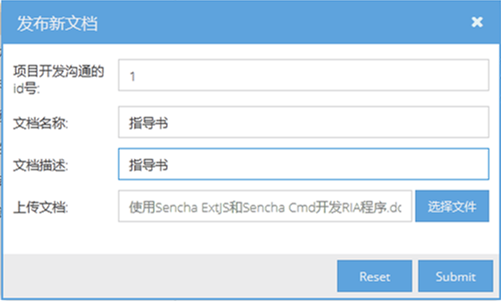 发布新文档
项目开发沟通的
id号:
1
文档名称:
指导书
文档描述:
指导书
上传文档:
使用Sencha ExtJS和Sencha Cmd开发RIA程序.dc
选择文件
Reset
Submit